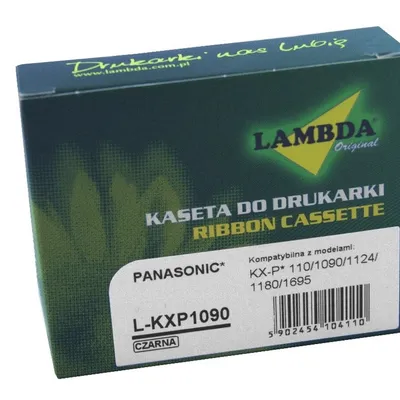 Drukarki nas lubią
www.lambda.com.pl
LAMBDA
Original
KASETA DO DRUKARKI
RIBBON CASSETTE
PANASONIC*
Kompatybilna z modelami:
KX-P* 110/1090/1124/
1180/1695
L-KXP1090
CZARNA
5 902454 104110